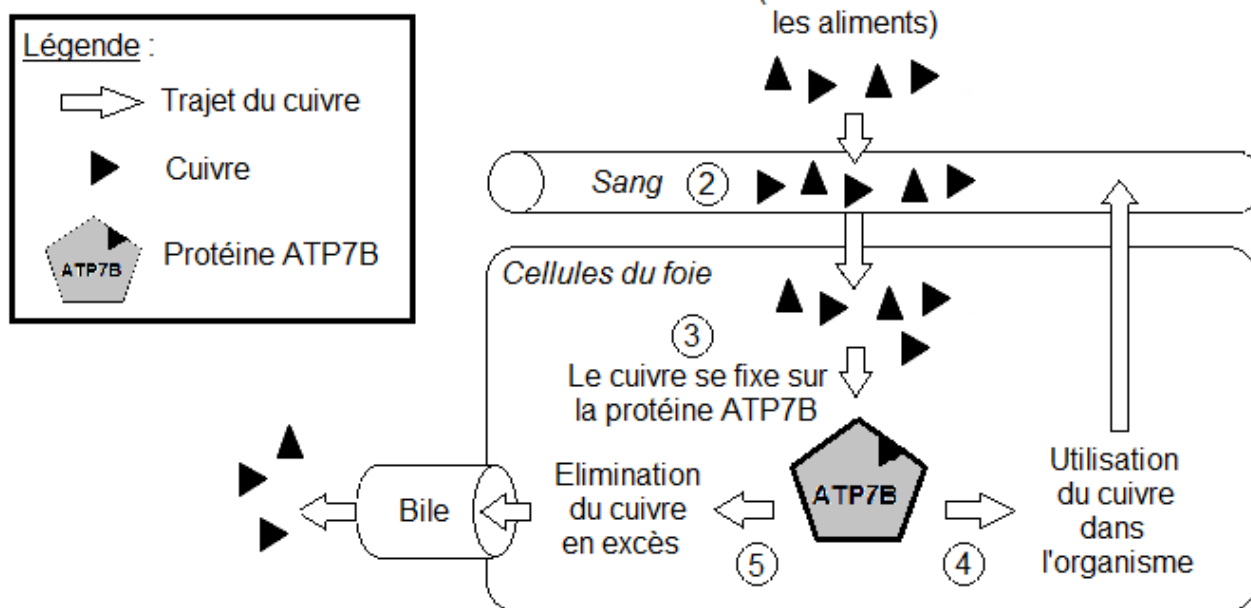 les aliments)
Légende :
Trajet du cuivre
Cuivre
ATP7B
Protéine ATP7B
Sang
2
Cellules du foie
3
Le cuivre se fixe sur
la protéine ATP7B
ATP7B
Bile
Elimination
du cuivre
en excès
5
4
Utilisation
du cuivre
dans
l'organisme